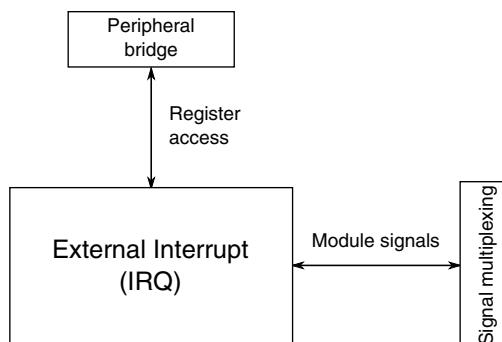 Peripheral
bridge
Register
access
External Interrupt
(IRQ)
Module signals
Signal multiplexing